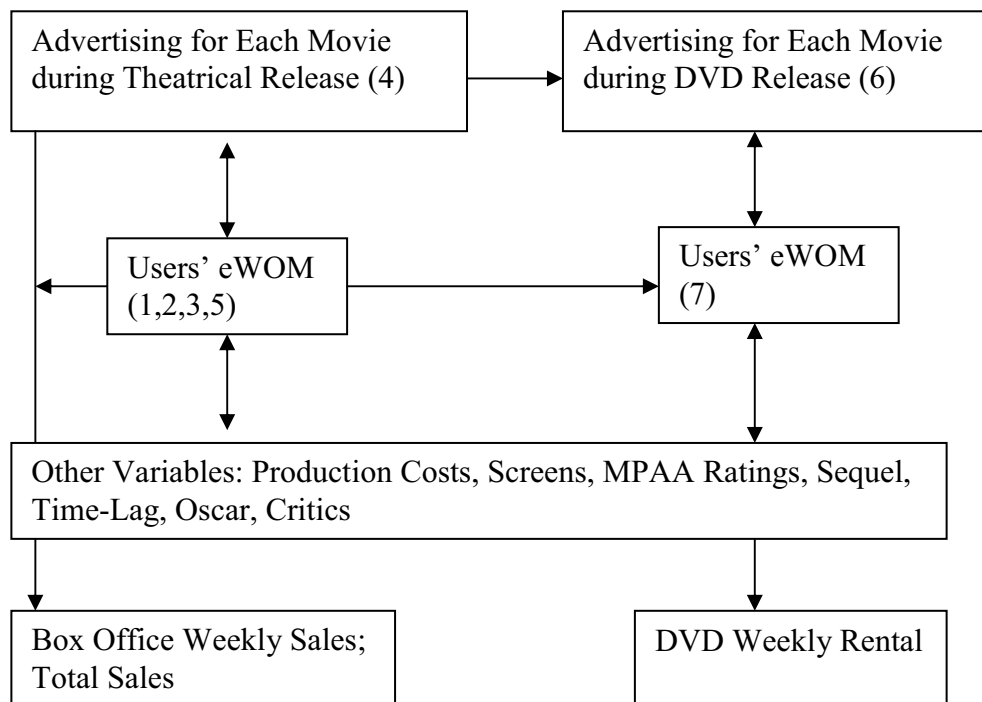 Advertising for Each Movie
during Theatrical Release (4)
Advertising for Each Movie
during DVD Release (6)
Users’ eWOM
(1,2,3,5)
Users’ eWOM
(7)
Other Variables: Production Costs, Screens, MPAA Ratings, Sequel,
Time-Lag, Oscar, Critics
Box Office Weekly Sales;
Total Sales
DVD Weekly Rental